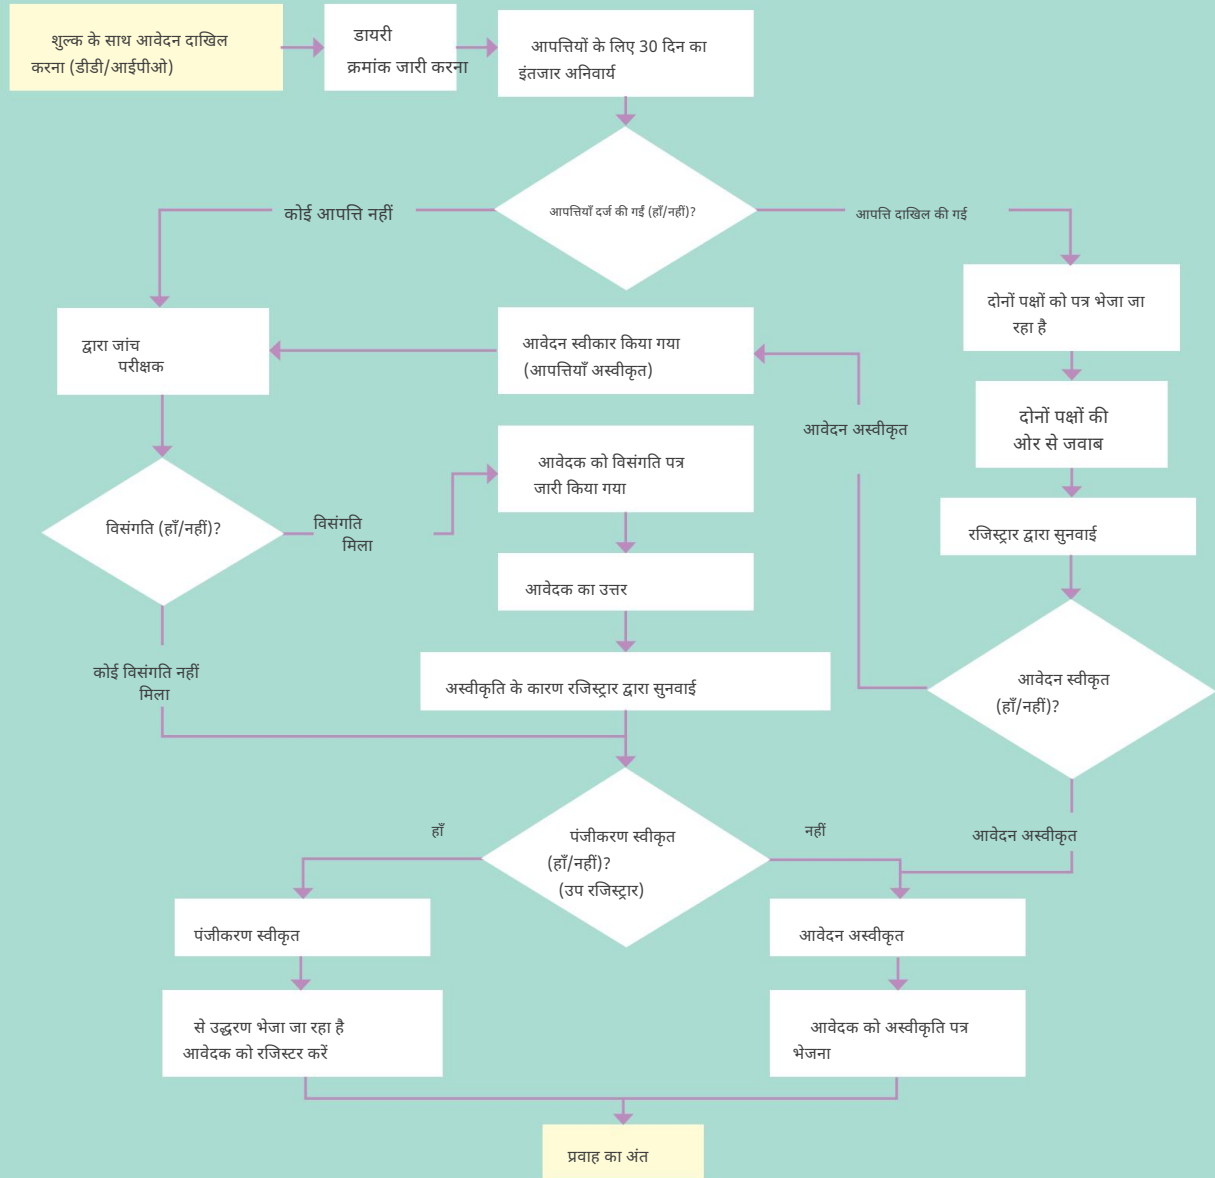 शुल्क के साथ आवेदन दाखिल
करना (डीडी/आईपीओ)
डायरी
क्रमांक जारी करना
आपत्तियों के लिए 30 दिन का
इंतजार अनिवार्य
आपत्तियाँ दर्ज की गईं (हाँ/नहीं)?
कोई आपत्ति नहीं
आपत्ति दाखिल की गई
दोनों पक्षों को पत्र भेजा जा
रहा है
द्वारा जांच
परीक्षक
आवेदन स्वीकार किया गया
(आपत्तियाँ अस्वीकृत)
दोनों पक्षों की
ओर से जवाब
आवेदन अस्वीकृत
आवेदक को विसंगति पत्र
जारी किया गया
विसंगति (हाँ/नहीं)?
विसंगति
मिला
रजिस्ट्रार द्वारा सुनवाई
आवेदक का उत्तर
कोई विसंगति नहीं
मिला
अस्वीकृति के कारण रजिस्ट्रार द्वारा सुनवाई
आवेदन स्वीकृत
(हाँ/नहीं)?
हाँ
पंजीकरण स्वीकृत
(हाँ/नहीं)?
(उप रजिस्ट्रार)
नहीं
आवेदन अस्वीकृत
पंजीकरण स्वीकृत
आवेदन अस्वीकृत
से उद्धरण भेजा जा रहा है
आवेदक को रजिस्टर करें
आवेदक को अस्वीकृति पत्र
भेजना
प्रवाह का अंत